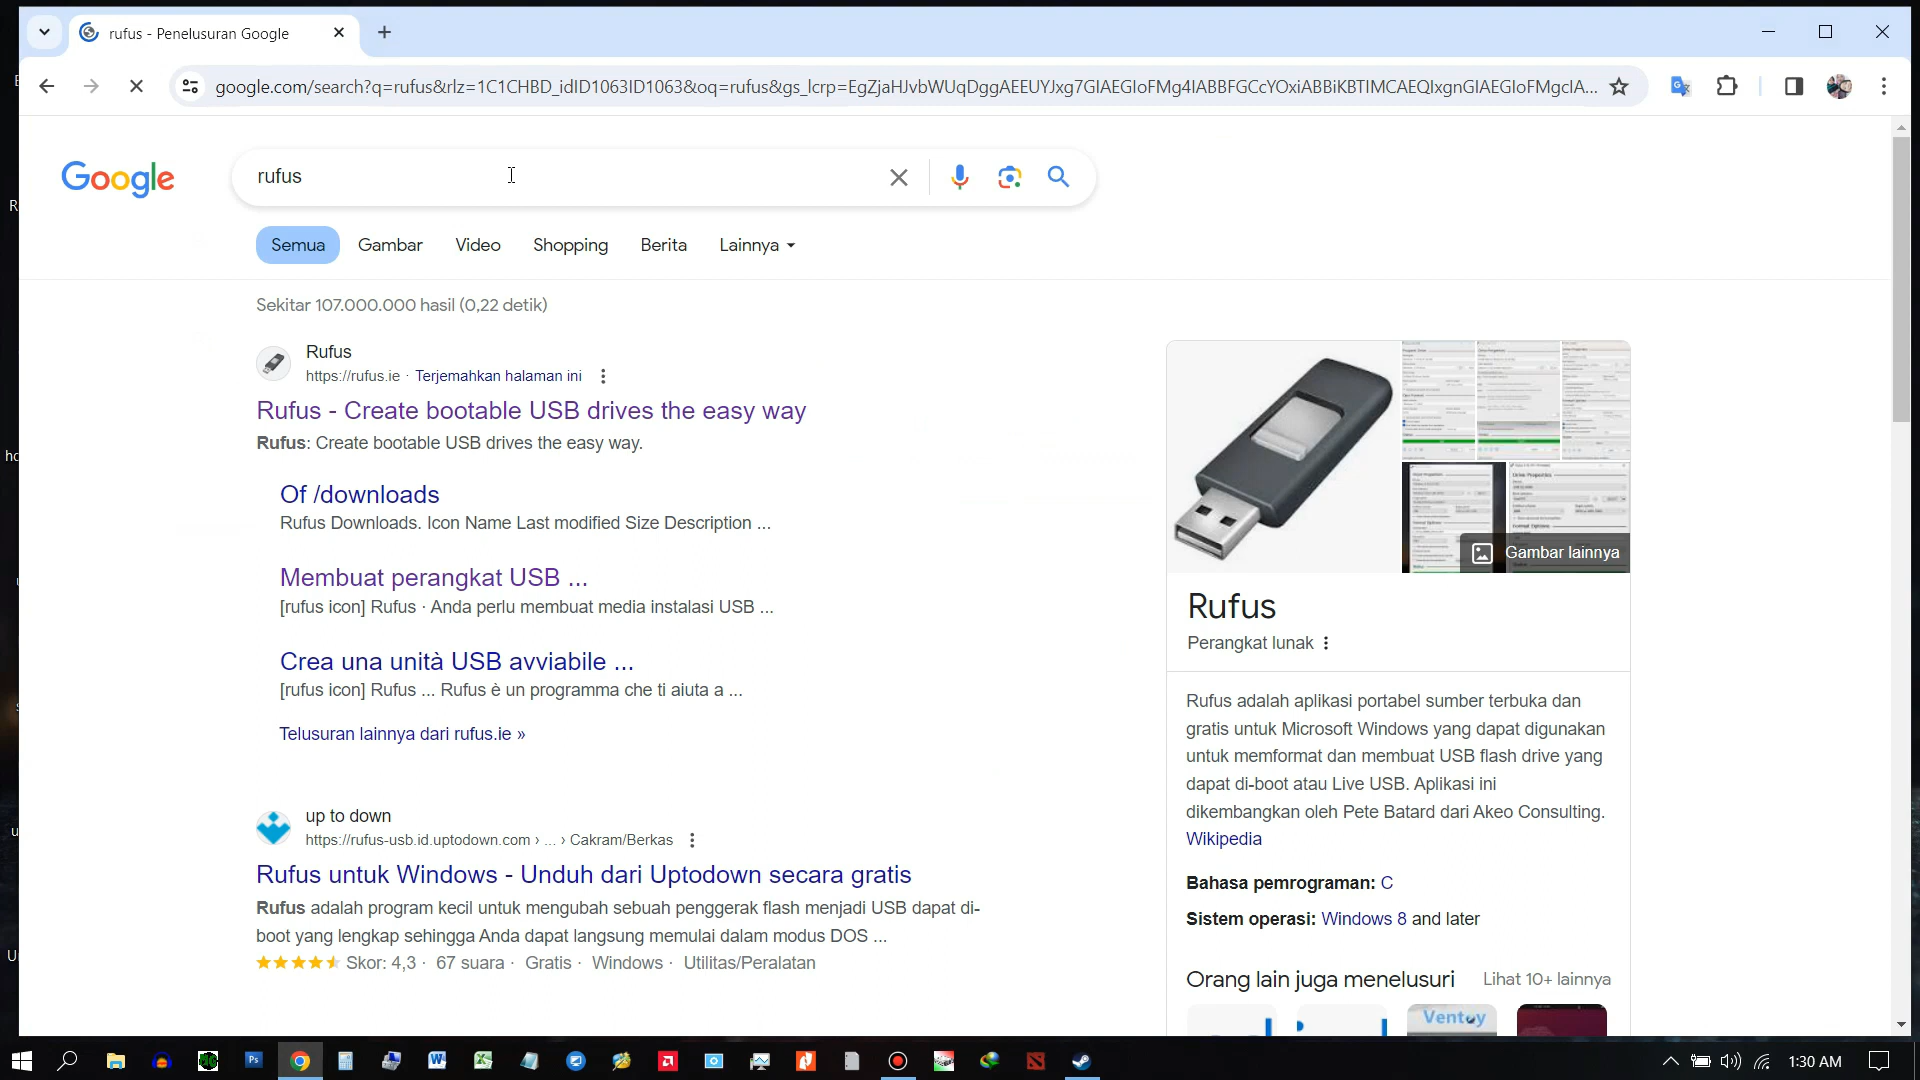 rufus - Penelusuran Google
google.com/search?q=rufus&rlz=1C1CHBD_idID1063ID1063&oq=rufus&gs_lcrp=EgZjaHJvbWUqDggAEEUYJxg7GIAEGIoFMg4IABBFGCcYOxiABBiKBTIMCAEQIxgnGIAEGIoFMgcIA...
Google
rufus
Semua Gambar Video Shopping Berita Lainnya
Sekitar 107.000.000 hasil (0,22 detik)
Rufus
https://rufus.ie · Terjemahkan halaman ini
Rufus - Create bootable USB drives the easy way
Rufus: Create bootable USB drives the easy way.
Of /downloads
Rufus Downloads. Icon Name Last modified Size Description ...
Membuat perangkat USB ...
[rufus icon] Rufus · Anda perlu membuat media instalasi USB ...
Crea una unità USB avviabile ...
[rufus icon] Rufus ... Rufus è un programma che ti aiuta a ...
Telusuran lainnya dari rufus.ie »
up to down
https://rufus-usb.id.uptodown.com › ... › Cakram/Berkas
Rufus untuk Windows - Unduh dari Uptodown secara gratis
Rufus adalah program kecil untuk mengubah sebuah penggerak flash menjadi USB dapat di-
boot yang lengkap sehingga Anda dapat langsung memulai dalam modus DOS ...
Skor: 4,3 · 67 suara · Gratis · Windows · Utilitas/Peralatan
Gambar lainnya
Rufus
Perangkat lunak
Rufus adalah aplikasi portabel sumber terbuka dan
gratis untuk Microsoft Windows yang dapat digunakan
untuk memformat dan membuat USB flash drive yang
dapat di-boot atau Live USB. Aplikasi ini
dikembangkan oleh Pete Batard dari Akeo Consulting.
Wikipedia
Bahasa pemrograman: C
Sistem operasi: Windows 8 and later
Orang lain juga menelusuri Lihat 10+ lainnya
Ventoy
1:30 AM